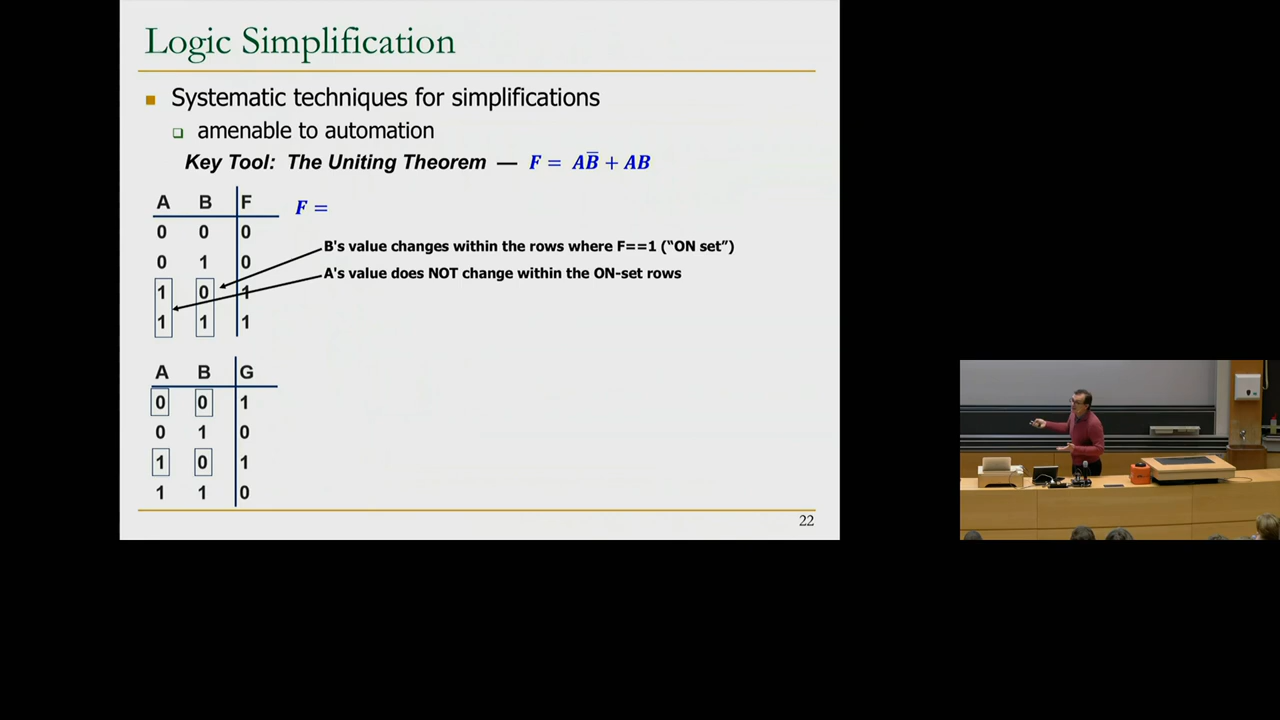 Logic Simplification
Systematic techniques for simplifications
amenable to automation
Key Tool: The Uniting Theorem — F = AB̅ + AB
A B F
F =
0 0 0
B's value changes within the rows where F==1 ("ON set")
0 1 0
A's value does NOT change within the ON-set rows
1 0 1
1 1 1
A B G
0 0 1
0 1 0
1 0 1
1 1 0
22